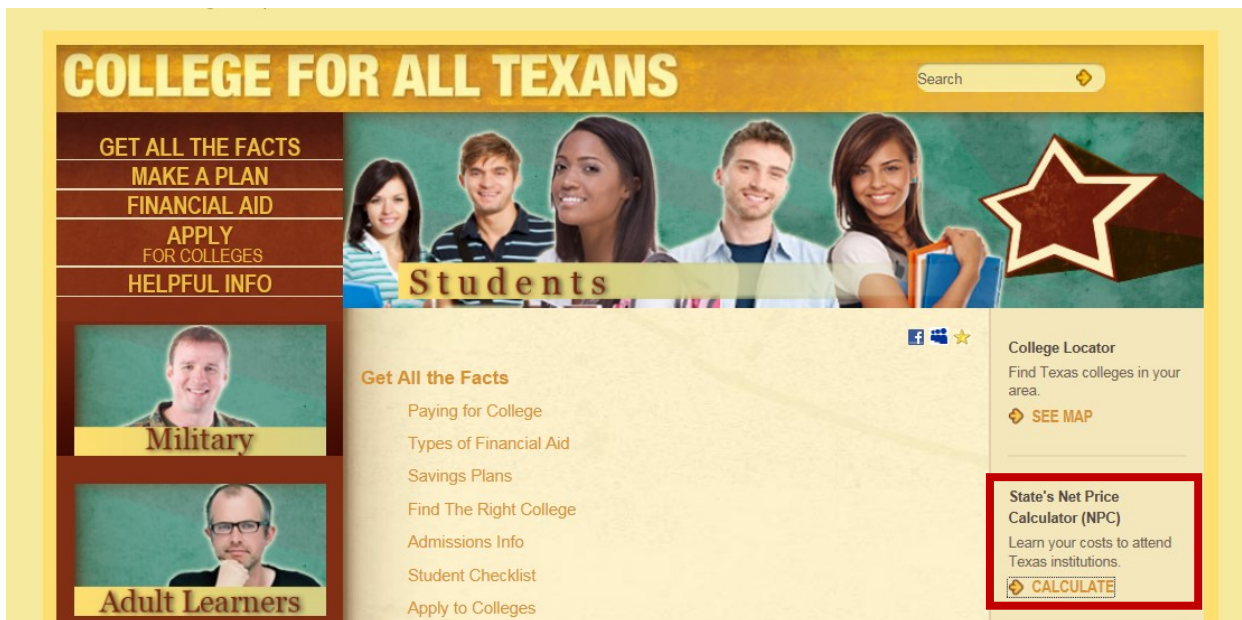 COLLEGE FOR ALL TEXANS
Search
GET ALL THE FACTS
MAKE A PLAN
FINANCIAL AID
APPLY
FOR COLLEGES
HELPFUL INFO
Students
Military
Adult Learners
Get All the Facts
Paying for College
Types of Financial Aid
Savings Plans
Find The Right College
Admissions Info
Student Checklist
Apply to Colleges
College Locator
Find Texas colleges in your
area.
SEE MAP
State's Net Price
Calculator (NPC)
Learn your costs to attend
Texas institutions.
CALCULATE